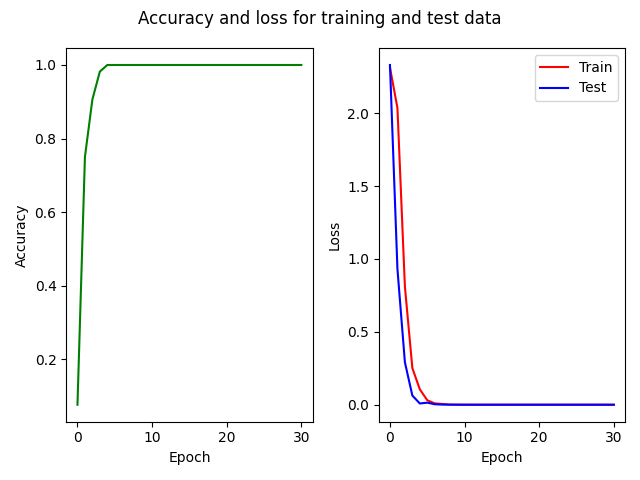 Accuracy and loss for training and test data
Accuracy
1.0
0.8
0.6
0.4
0.2
0 10 20 30
Epoch
Loss
2.0
1.5
1.0
0.5
0.0
0 10 20 30
Epoch
Train
Test